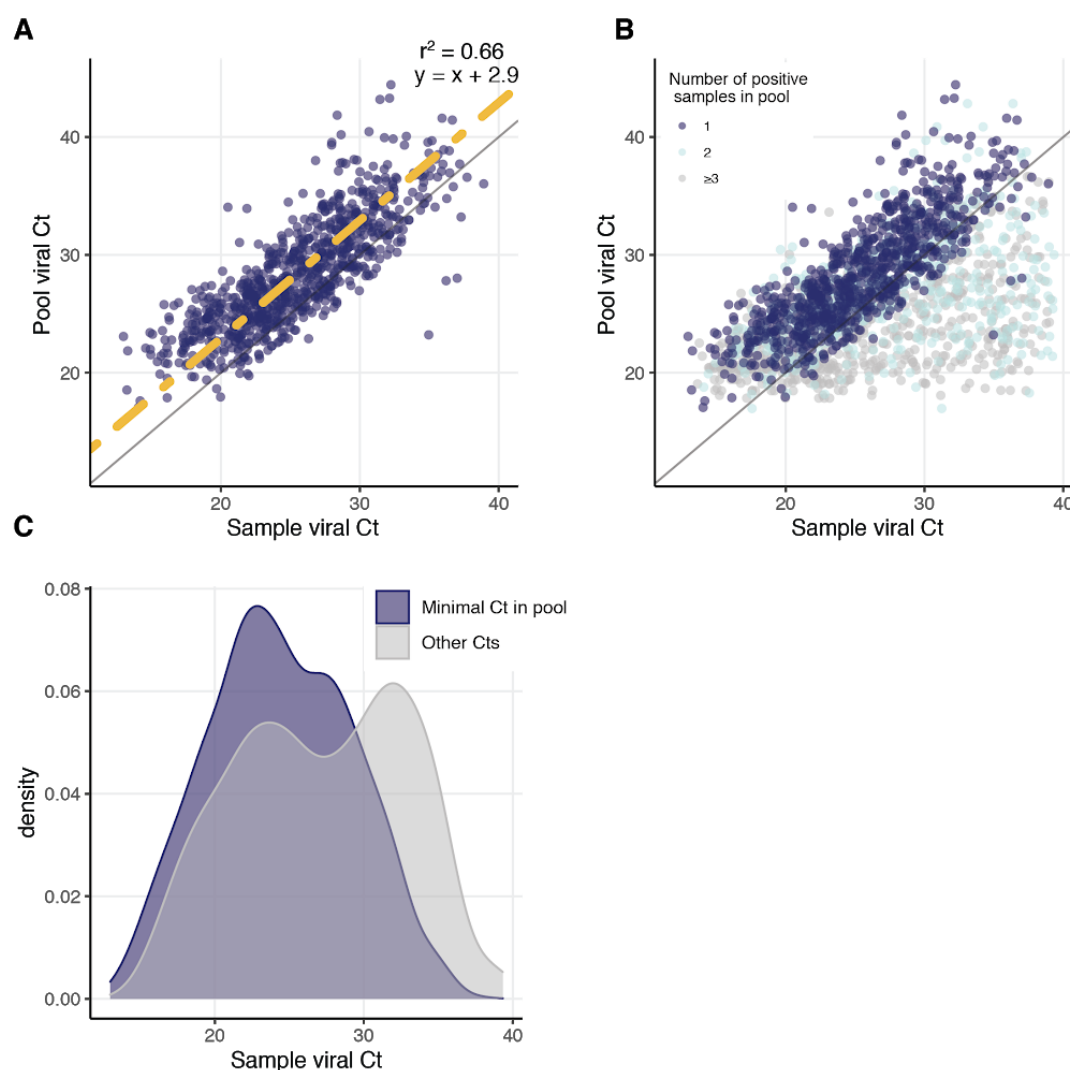 A
r² = 0.66
y = x + 2.9
Pool viral Ct
40
30
20
20
30
40
Sample viral Ct
B
Number of positive
samples in pool
1
2
≥3
Pool viral Ct
40
30
20
20
30
40
Sample viral Ct
C
Minimal Ct in pool
Other Cts
density
0.08
0.06
0.04
0.02
0.00
20
30
40
Sample viral Ct